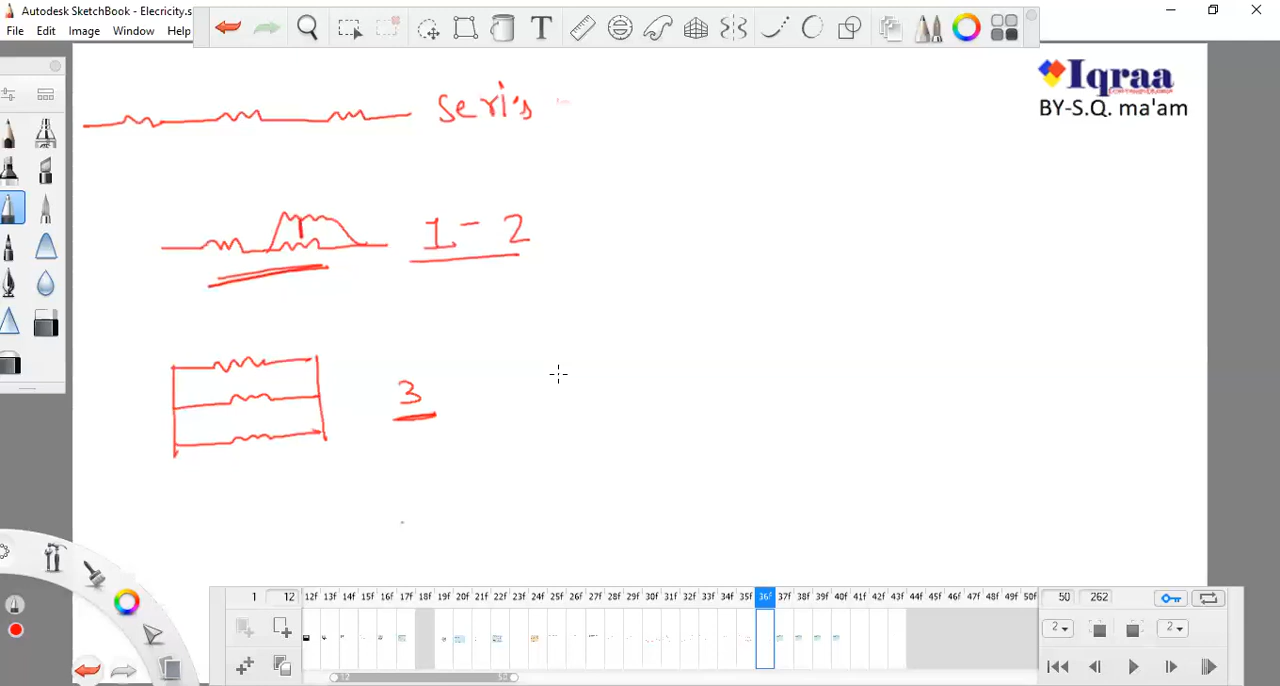 Autodesk SketchBook - Elecricity.s
File Edit Image Window Help
T
Iqraa
BY-S.Q. ma'am
Seri's
1 - 2
3
1 12 12f 13f 14f 15f 16f 17f 18f 19f 20f 21f 22f 23f 24f 25f 26f 27f 28f 29f 30f 31f 32f 33f 34f 35f 36f 37f 38f 39f 40f 41f 42f 43f 44f 45f 46f 47f 48f 49f 50f 50 262
2 2
12 50